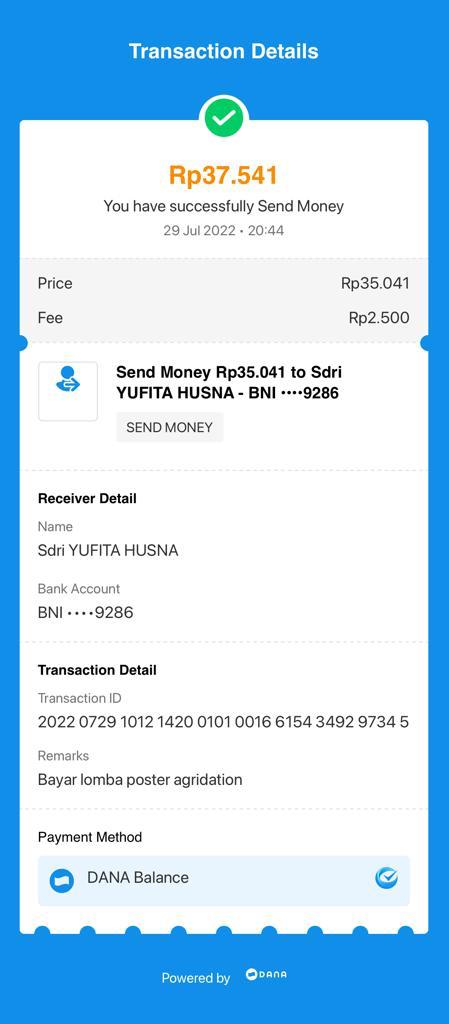 Transaction Details
Rp37.541
You have successfully Send Money
29 Jul 2022 • 20:44
Price Rp35.041
Fee Rp2.500
Send Money Rp35.041 to Sdri
YUFITA HUSNA - BNI ••••9286
SEND MONEY
Receiver Detail
Name
Sdri YUFITA HUSNA
Bank Account
BNI ••••9286
Transaction Detail
Transaction ID
2022 0729 1012 1420 0101 0016 6154 3492 9734 5
Remarks
Bayar lomba poster agridation
Payment Method
DANA Balance
Powered by DANA